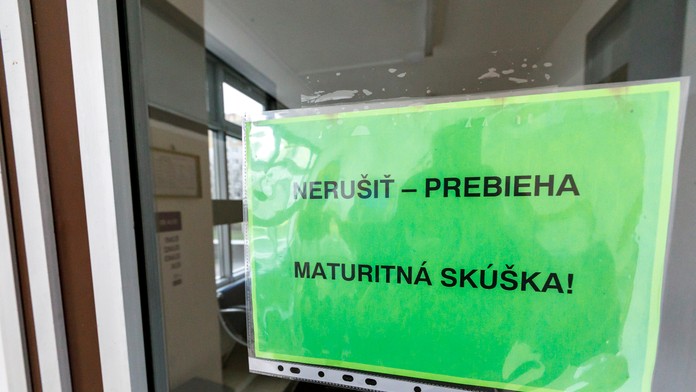 NERUŠIŤ – PREBIEHA
MATURITNÁ SKÚŠKA!